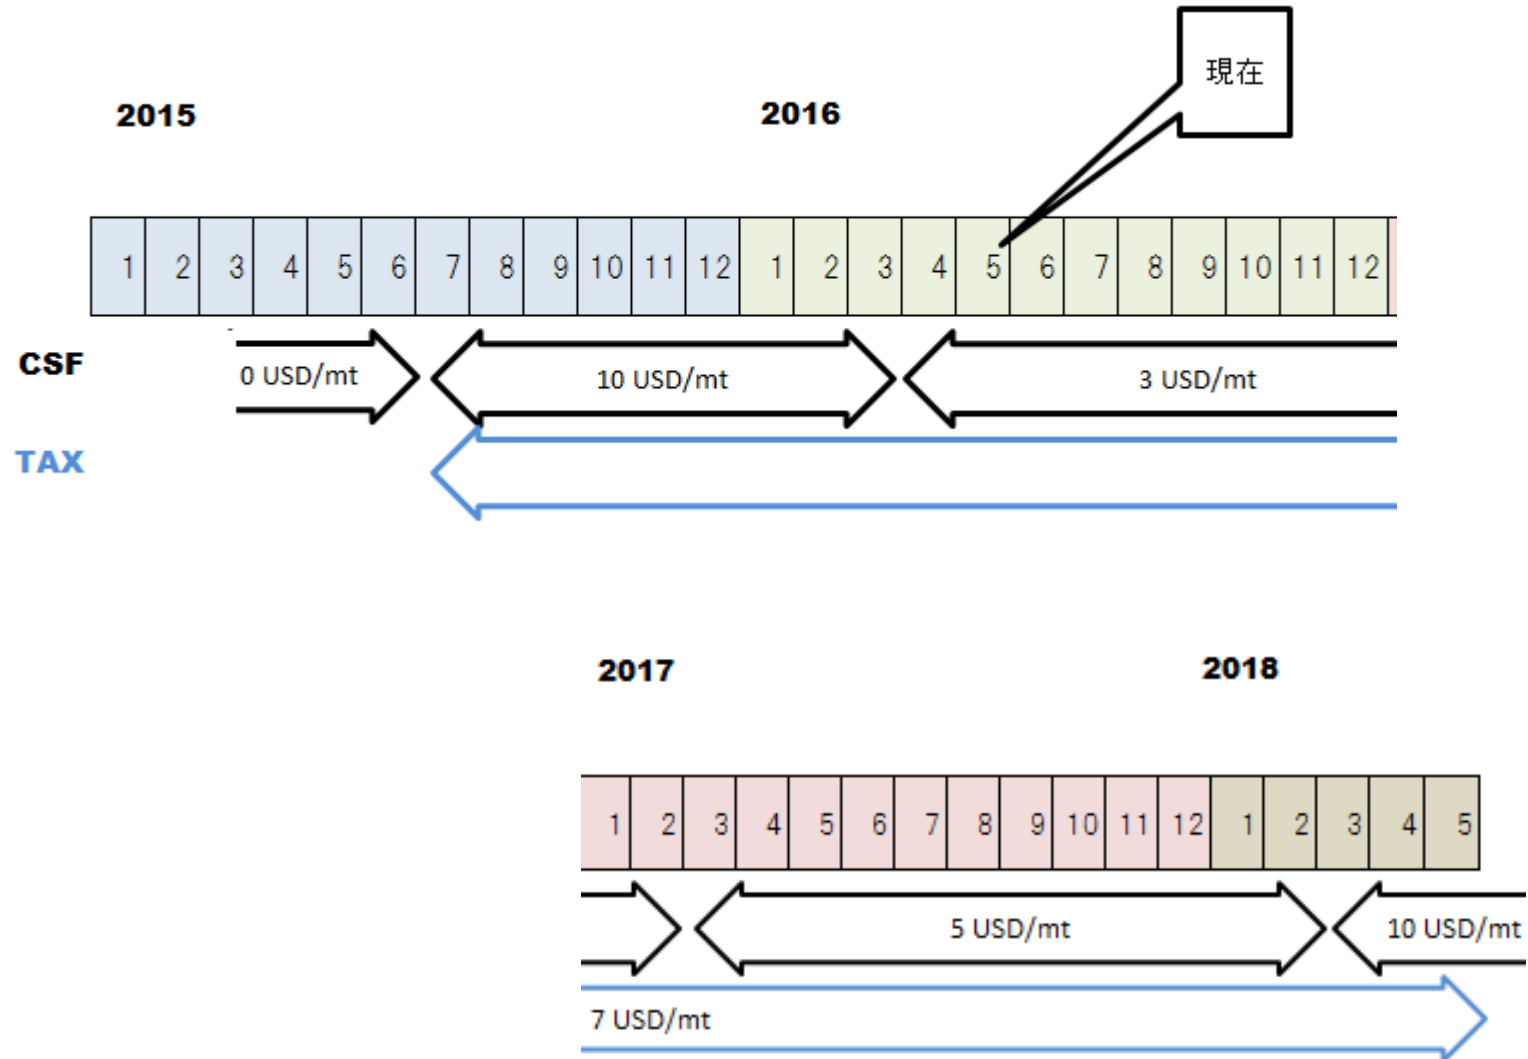 現在
2015 2016
1 2 3 4 5 6 7 8 9 10 11 12 1 2 3 4 5 6 7 8 9 10 11 12
CSF 0 USD/mt 10 USD/mt 3 USD/mt
TAX
2017 2018
1 2 3 4 5 6 7 8 9 10 11 12 1 2 3 4 5
5 USD/mt 10 USD/mt
7 USD/mt